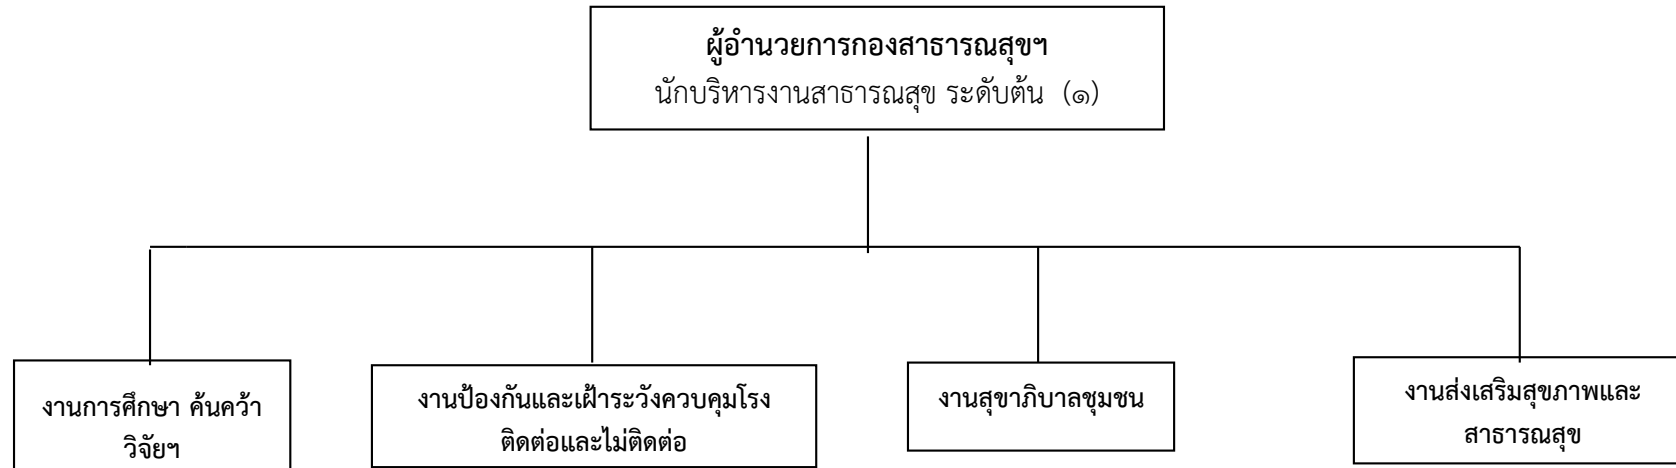 ผู้อำนวยการกองสาธารณสุขฯ
นักบริหารงานสาธารณสุข ระดับต้น (๑)
งานการศึกษา ค้นคว้า
วิจัยฯ
งานป้องกันและเฝ้าระวังควบคุมโรง
ติดต่อและไม่ติดต่อ
งานสุขาภิบาลชุมชน
งานส่งเสริมสุขภาพและ
สาธารณสุข